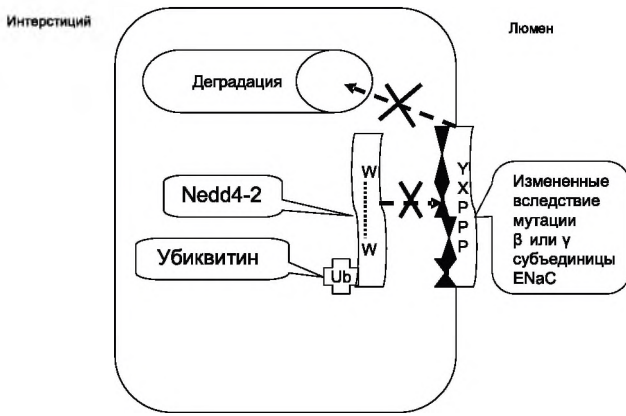 Интерстиций
Люмен
Деградация
Nedd4-2
W
W
Убиквитин
Ub
Y
X
P
P
P
Измененные
вследствие
мутации
β или γ
субъединицы
ENaC